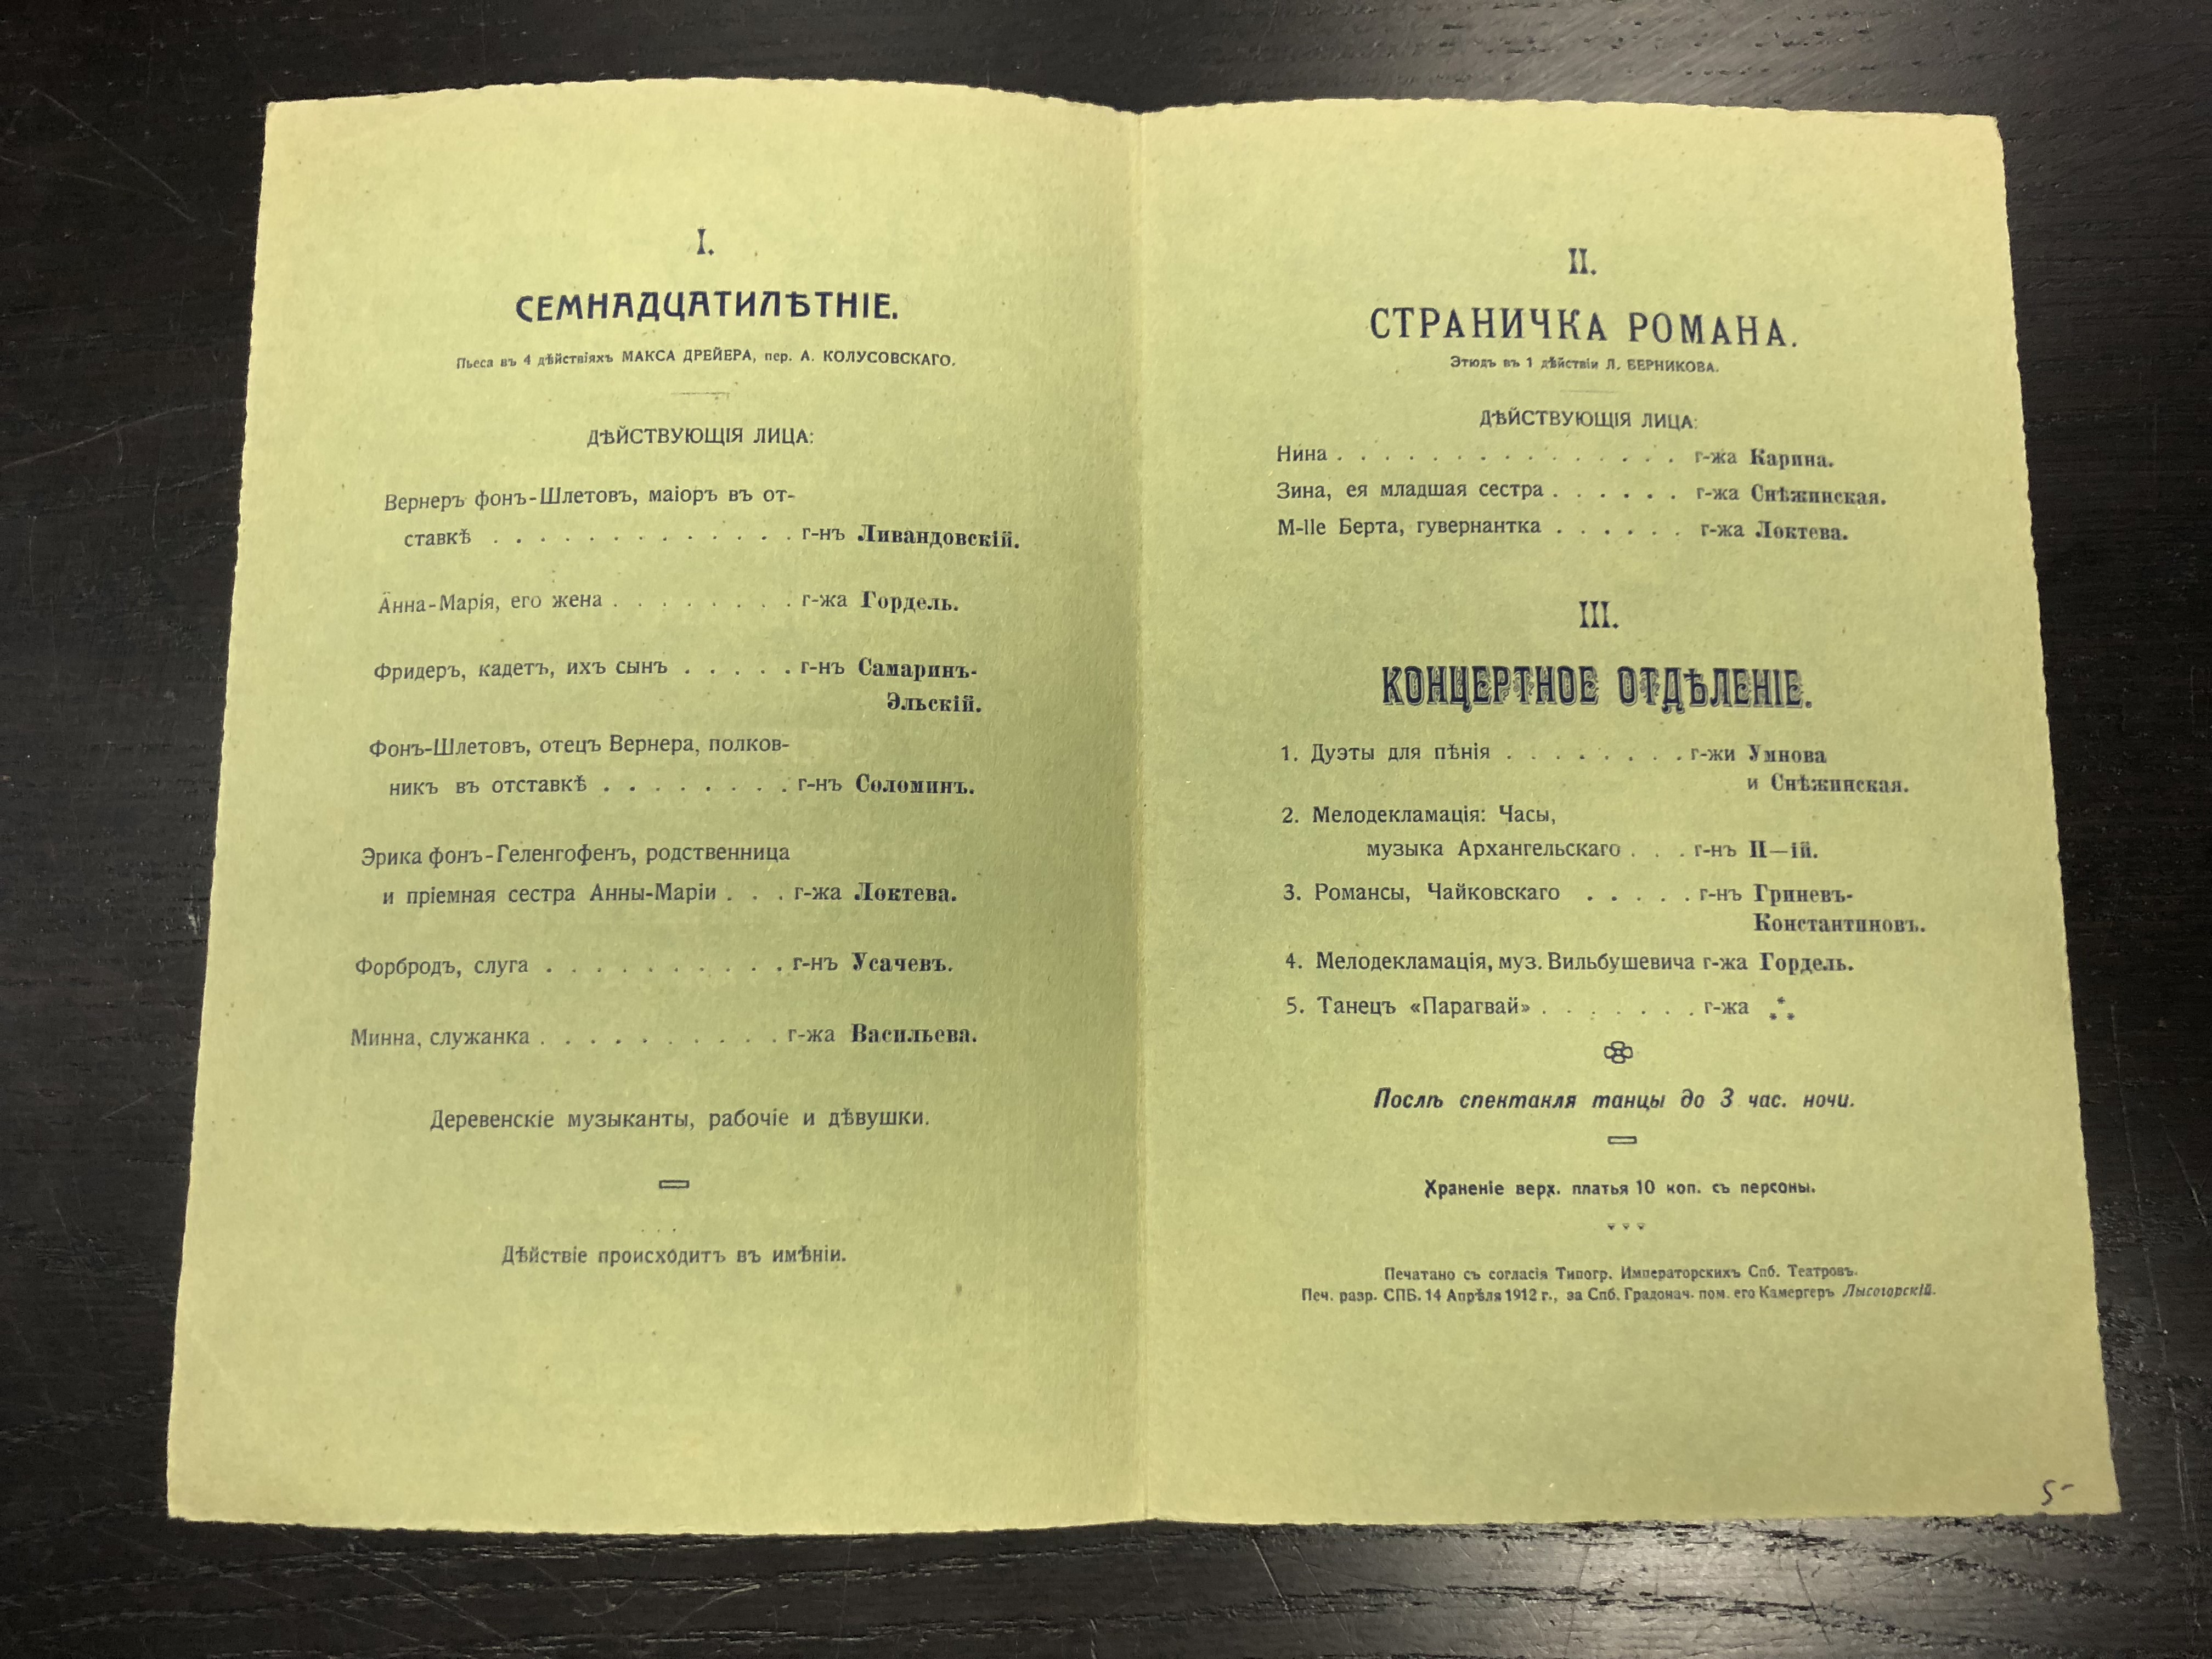 I.
СЕМНАДЦАТИЛѢТНІЕ.
Пьеса въ 4 дѣйствіяхъ МАКСА ДРЕЙЕРА, пер. А. КОЛУСОВСКАГО.
ДѢЙСТВУЮЩІЯ ЛИЦА:
Вернеръ фонъ-Шлетовъ, маіоръ въ от-
ставкѣ . . . . . . . . . . . . . г-нъ Ливандовскій.
Анна-Марія, его жена . . . . . . . . г-жа Гордель.
Фридеръ, кадетъ, ихъ сынъ . . . . . г-нъ Самаринъ-
Эльскій.
Фонъ-Шлетовъ, отецъ Вернера, полков-
никъ въ отставкѣ . . . . . . . . г-нъ Соломинъ.
Эрика фонъ-Геленгофенъ, родственница
и пріемная сестра Анны-Маріи . . . г-жа Локтева.
Форбродъ, слуга . . . . . . . . . . г-нъ Усачевъ.
Минна, служанка . . . . . . . . . . г-жа Васильева.
Деревенскіе музыканты, рабочіе и дѣвушки.
Дѣйствіе происходитъ въ имѣніи.
II.
СТРАНИЧКА РОМАНА.
Этюдъ въ 1 дѣйствіи Л. БЕРНИКОВА.
ДѢЙСТВУЮЩІЯ ЛИЦА:
Нина . . . . . . . . . . . . . . . г-жа Карина.
Зина, ея младшая сестра . . . . . . г-жа Снѣжинская.
М-lle Берта, гувернантка . . . . . . г-жа Локтева.
III.
КОНЦЕРТНОЕ ОТДѢЛЕНІЕ.
1. Дуэты для пѣнія . . . . . . . . г-жи Умнова
и Снѣжинская.
2. Мелодекламація: Часы,
музыка Архангельскаго . . . г-нъ П—ій.
3. Романсы, Чайковскаго . . . . . г-нъ Гриневъ-
Константиновъ.
4. Мелодекламація, муз. Вильбушевича г-жа Гордель.
5. Танецъ «Парагвай» . . . . . . . г-жа ***
Послѣ спектакля танцы до 3 час. ночи.
Храненіе верх. платья 10 коп. съ персоны.
Печатано съ согласія Типогр. Императорскихъ Спб. Театровъ.
Печ. разр. СПБ. 14 Апрѣля 1912 г., за Спб. Градонач. пом. его Камергеръ Лысогорскій.
5-